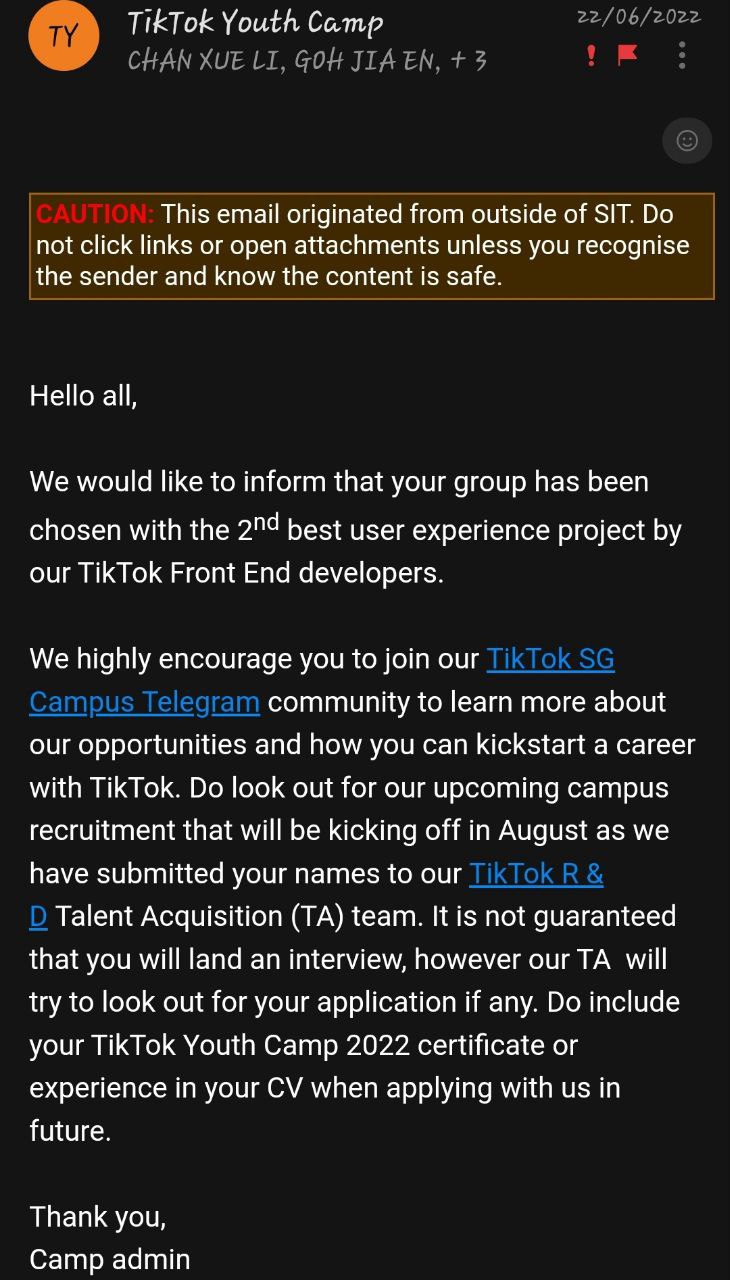 TY
TikTok Youth Camp
22/06/2022
CHAN XUE LI, GOH JIA EN, + 3
CAUTION: This email originated from outside of SIT. Do
not click links or open attachments unless you recognise
the sender and know the content is safe.
Hello all,
We would like to inform that your group has been
chosen with the 2nd best user experience project by
our TikTok Front End developers.
We highly encourage you to join our TikTok SG
Campus Telegram community to learn more about
our opportunities and how you can kickstart a career
with TikTok. Do look out for our upcoming campus
recruitment that will be kicking off in August as we
have submitted your names to our TikTok R &
D Talent Acquisition (TA) team. It is not guaranteed
that you will land an interview, however our TA  will
try to look out for your application if any. Do include
your TikTok Youth Camp 2022 certificate or
experience in your CV when applying with us in
future.
Thank you,
Camp admin